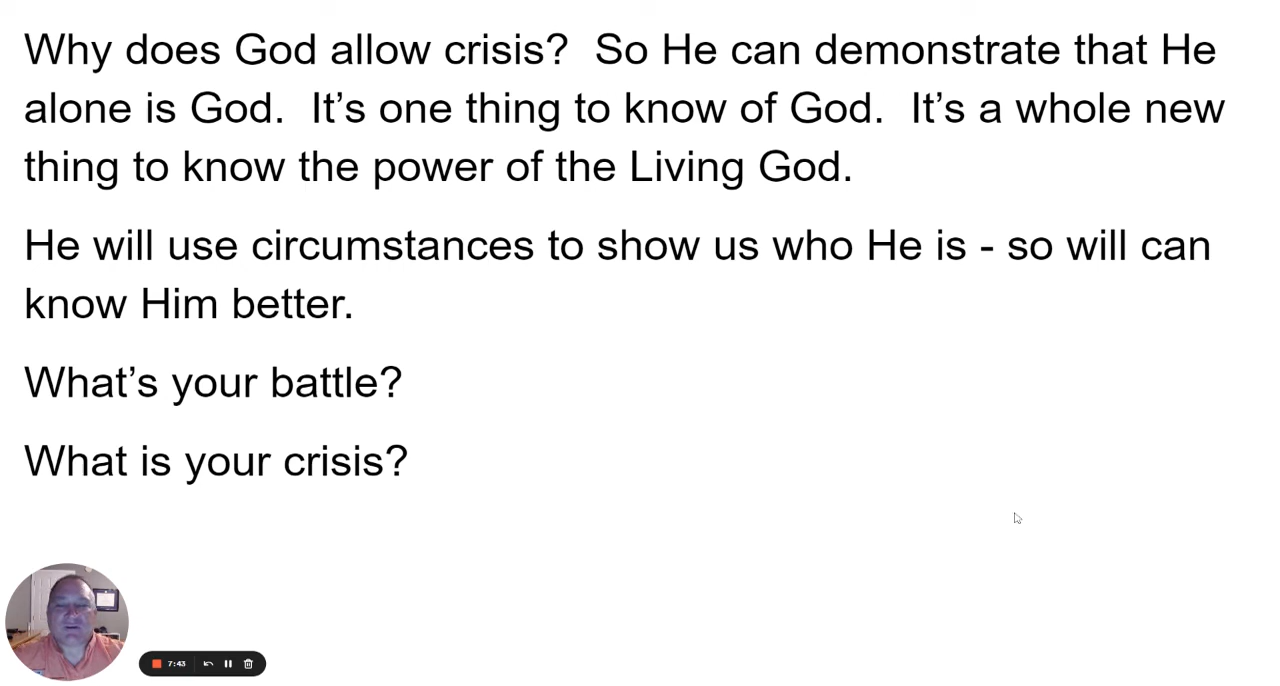 Why does God allow crisis?  So He can demonstrate that He
alone is God.  It’s one thing to know of God.  It’s a whole new
thing to know the power of the Living God.
He will use circumstances to show us who He is - so will can
know Him better.
What’s your battle?
What is your crisis?
7:43